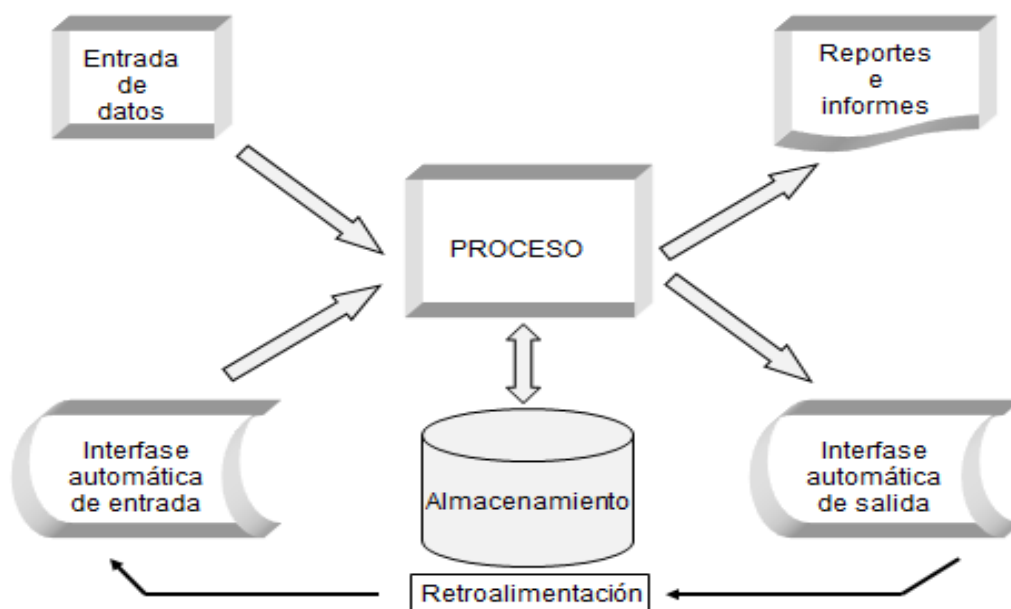 Entrada
de
datos
Reportes
e
informes
PROCESO
Interfase
automática
de entrada
Almacenamiento
Interfase
automática
de salida
Retroalimentación